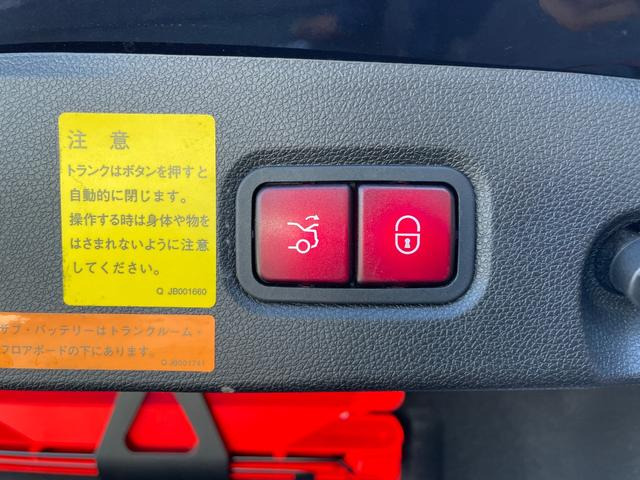 注意
トランクはボタンを押すと
自動的に閉じます。
操作する時は身体や物を
はさまれないように注意
してください。
Q JB001660
サブ・バッテリーはトランクルーム・
フロアボードの下にあります。
Q JB001741